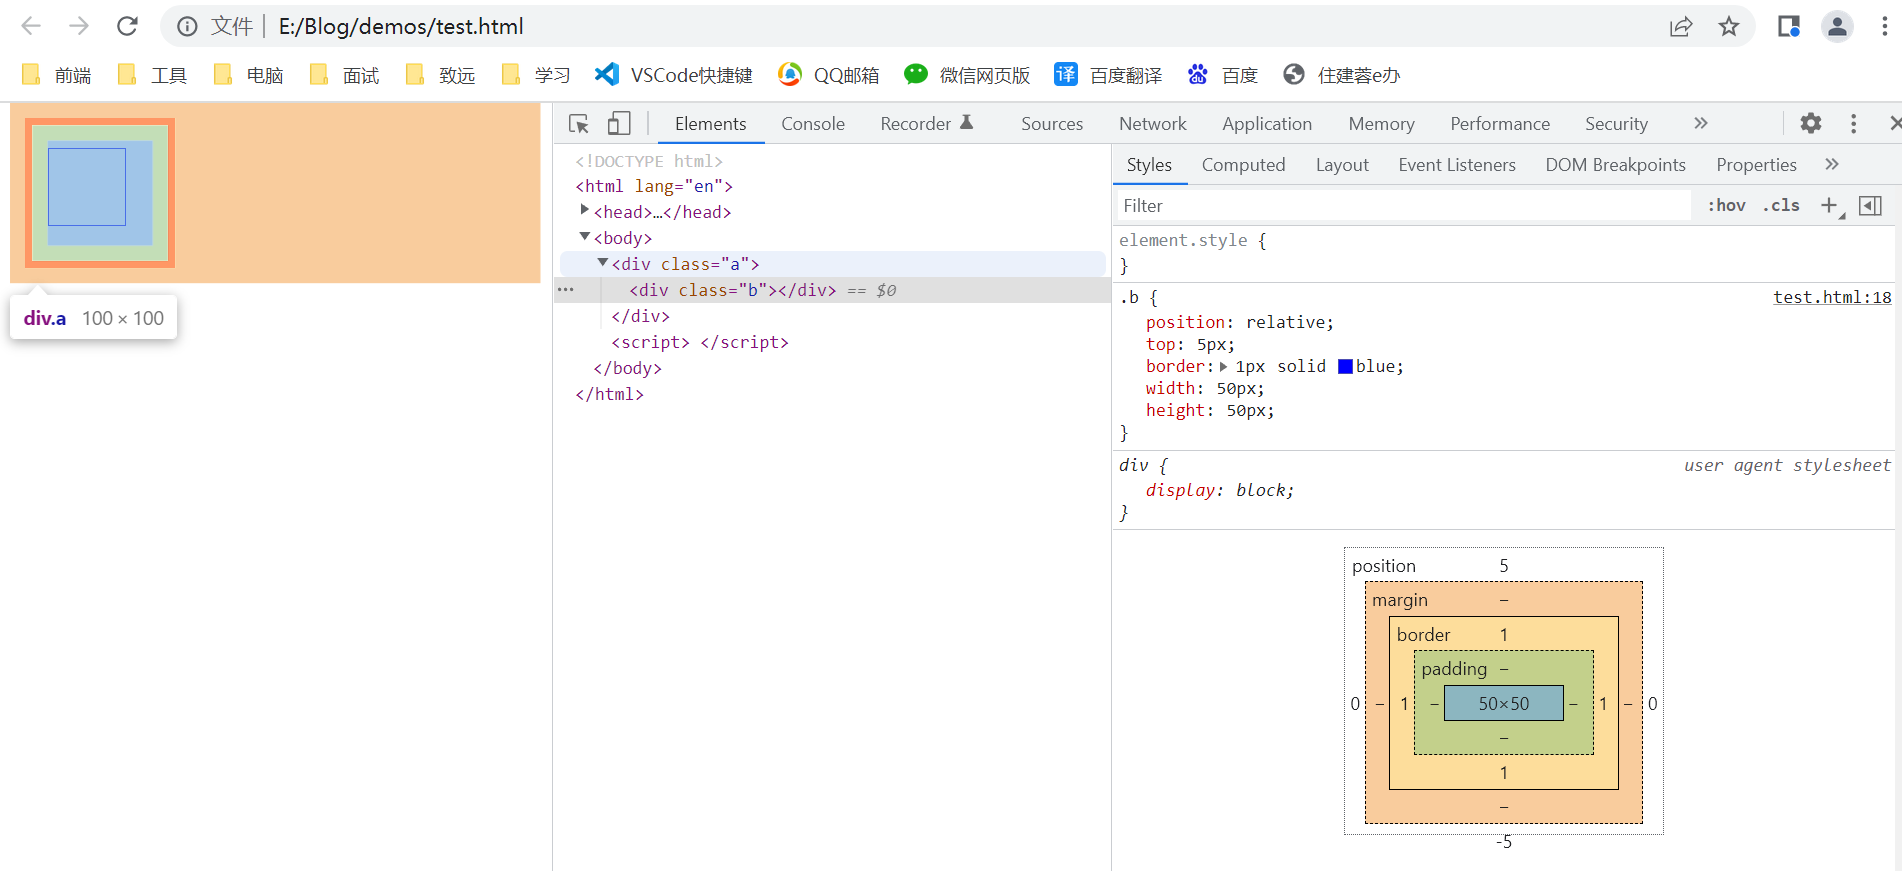 文件 E:/Blog/demos/test.html
前端 工具 电脑 面试 致远 学习 VSCode快捷键 QQ邮箱 微信网页版 译 百度翻译 du 百度 住建蓉e办
div.a 100 × 100
Elements Console Recorder Sources Network Application Memory Performance Security »
<!DOCTYPE html>
<html lang="en">
<head>…</head>
<body>
<div class="a">
<div class="b"></div> == $0
</div>
<script> </script>
</body>
</html>
Styles Computed Layout Event Listeners DOM Breakpoints Properties »
Filter :hov .cls +
element.style {
}
.b { test.html:18
position: relative;
top: 5px;
border: 1px solid blue;
width: 50px;
height: 50px;
}
div { user agent stylesheet
display: block;
}
position 5
margin –
border 1
padding –
0 – 1 – 50×50 – 1 – 0
–
1
–
-5